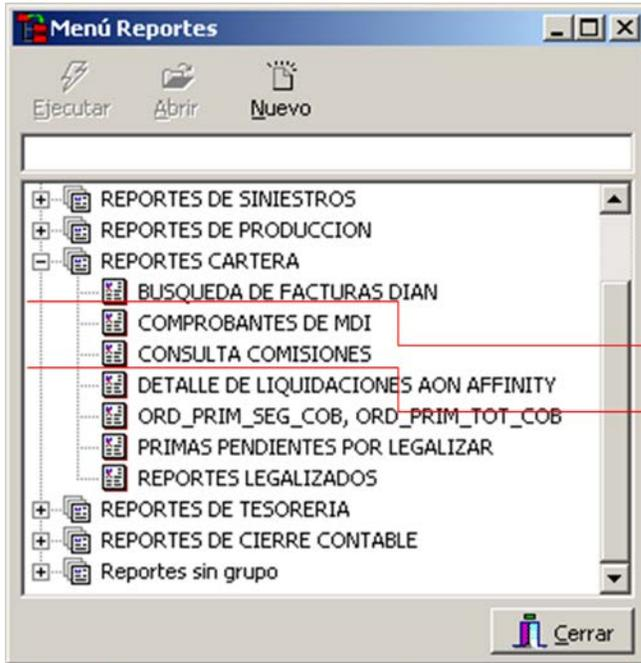 Menú Reportes
Ejecutar Abrir Nuevo
REPORTES DE SINIESTROS
REPORTES DE PRODUCCION
REPORTES CARTERA
BUSQUEDA DE FACTURAS DIAN
COMPROBANTES DE MDI
CONSULTA COMISIONES
DETALLE DE LIQUIDACIONES AON AFFINITY
ORD_PRIM_SEG_COB, ORD_PRIM_TOT_COB
PRIMAS PENDIENTES POR LEGALIZAR
REPORTES LEGALIZADOS
REPORTES DE TESORERIA
REPORTES DE CIERRE CONTABLE
Reportes sin grupo
Cerrar